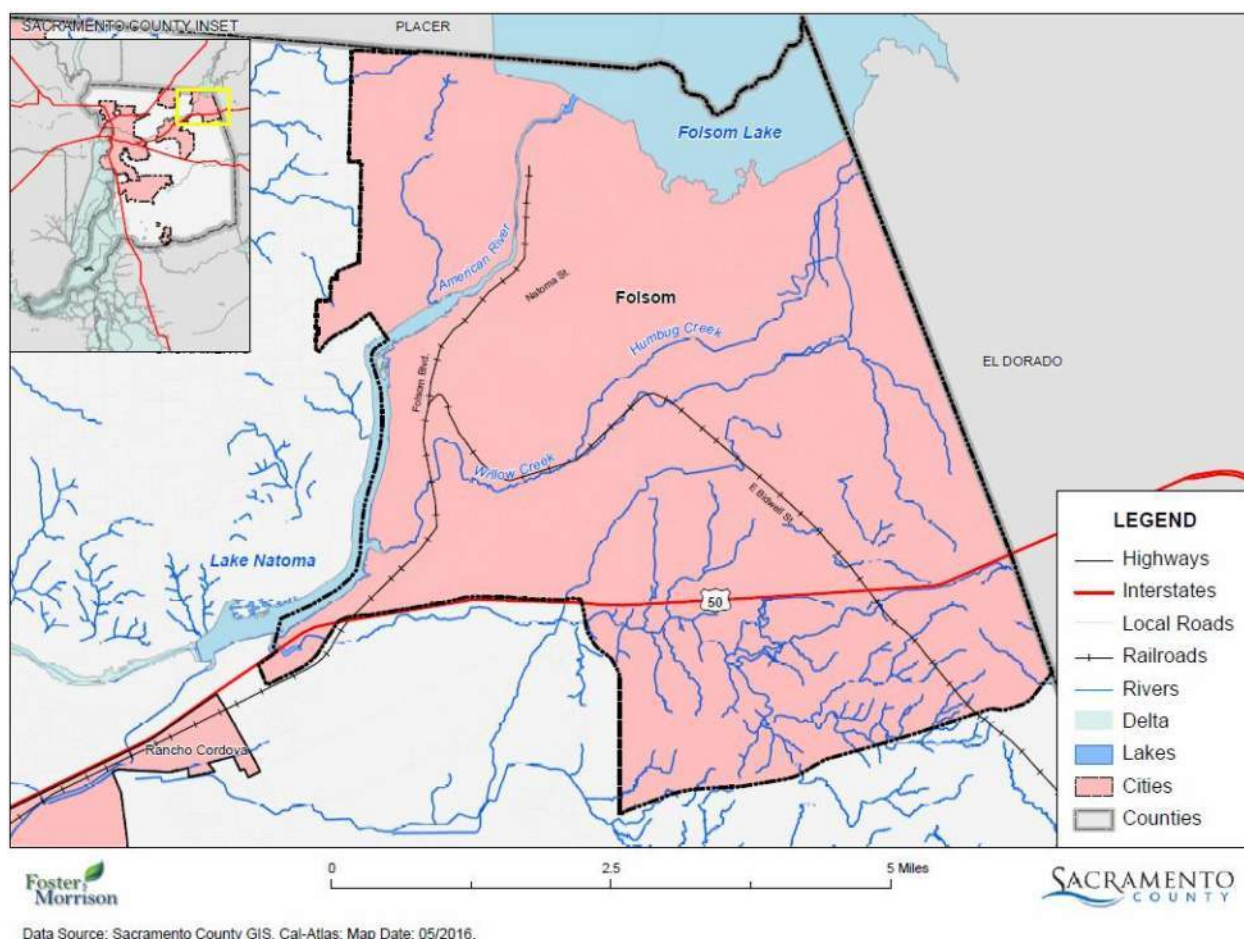 SACRAMENTO COUNTY INSET
PLACER
Folsom Lake
American River
Natoma St.
Folsom
Humbug Creek
EL DORADO
Folsom Blvd.
Willow Creek
E Bidwell St.
Lake Natoma
50
Rancho Cordova
LEGEND
Highways
Interstates
Local Roads
Railroads
Rivers
Delta
Lakes
Cities
Counties
Foster
Morrison
0 2.5 5 Miles
SACRAMENTO
COUNTY
Data Source: Sacramento County GIS, Cal-Atlas; Map Date: 05/2016.